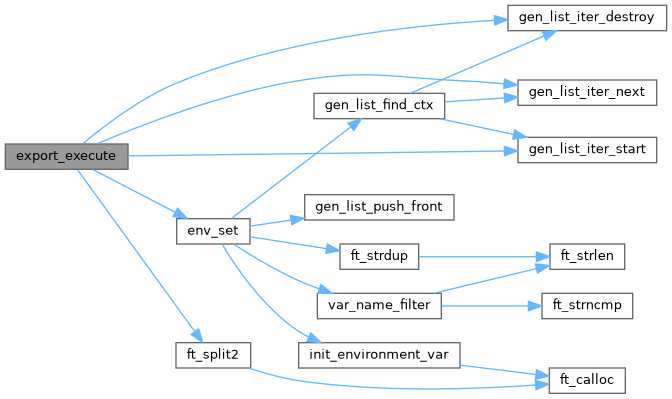 gen_list_iter_destroy
gen_list_find_ctx
gen_list_iter_next
export_execute
gen_list_iter_start
gen_list_push_front
env_set
ft_strdup
ft_strlen
var_name_filter
ft_strncmp
ft_split2
init_environment_var
ft_calloc